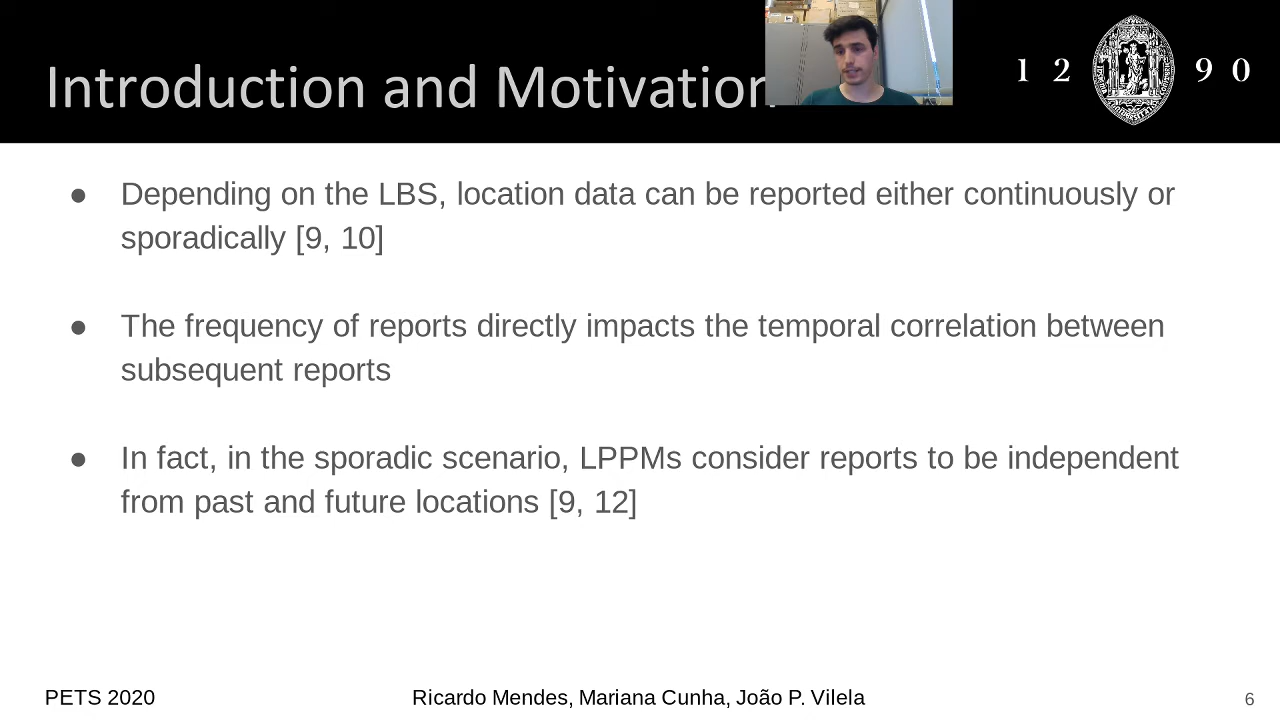 Introduction and Motivation
1 2 9 0
● Depending on the LBS, location data can be reported either continuously or
sporadically [9, 10]
● The frequency of reports directly impacts the temporal correlation between
subsequent reports
● In fact, in the sporadic scenario, LPPMs consider reports to be independent
from past and future locations [9, 12]
PETS 2020
Ricardo Mendes, Mariana Cunha, João P. Vilela
6